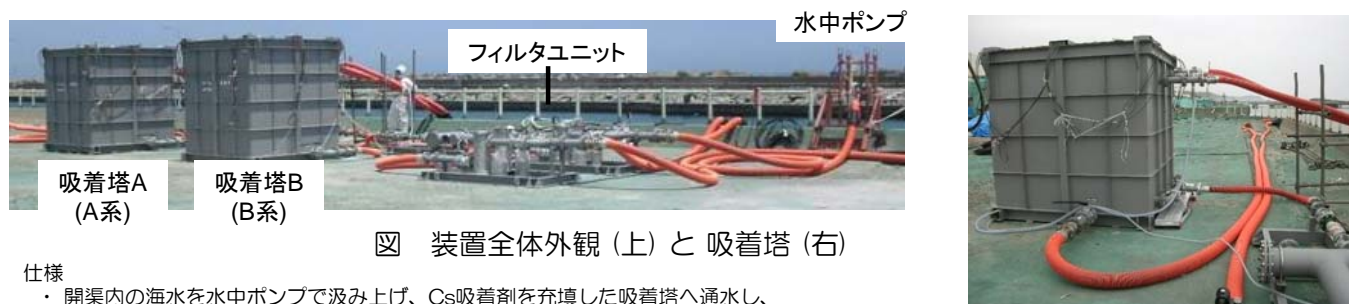 水中ポンプ
フィルタユニット
吸着塔A
(A系)
吸着塔B
(B系)
図 装置全体外観 (上) と 吸着塔 (右)
仕様
・ 開渠内の海水を水中ポンプで汲み上げ、Cs吸着剤を充填した吸着塔へ通水し、